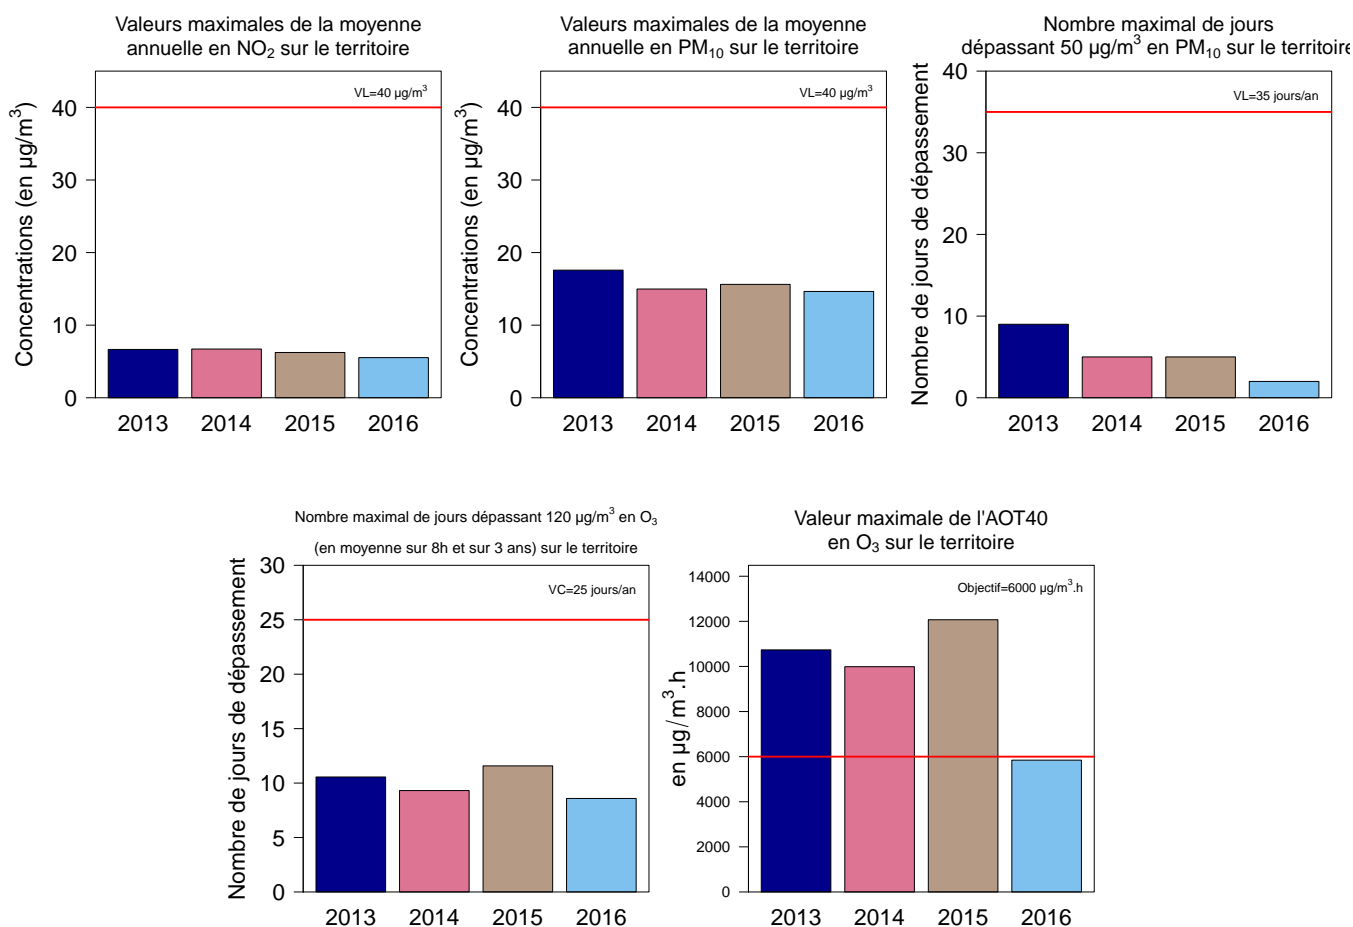 Valeurs maximales de la moyenne
annuelle en NO₂ sur le territoire
Concentrations (en µg/m³)
VL=40 µg/m³
40
30
20
10
0
2013 2014 2015 2016
Valeurs maximales de la moyenne
annuelle en PM₁₀ sur le territoire
Concentrations (en µg/m³)
VL=40 µg/m³
40
30
20
10
0
2013 2014 2015 2016
Nombre maximal de jours
dépassant 50 µg/m³ en PM₁₀ sur le territoire
Nombre de jours de dépassement
VL=35 jours/an
40
30
20
10
0
2013 2014 2015 2016
Nombre maximal de jours dépassant 120 µg/m³ en O₃
(en moyenne sur 8h et sur 3 ans) sur le territoire
Nombre de jours de dépassement
VC=25 jours/an
30
25
20
15
10
5
0
2013 2014 2015 2016
Valeur maximale de l'AOT40
en O₃ sur le territoire
en µg/m³.h
Objectif=6000 µg/m³.h
14000
12000
10000
8000
6000
4000
2000
0
2013 2014 2015 2016